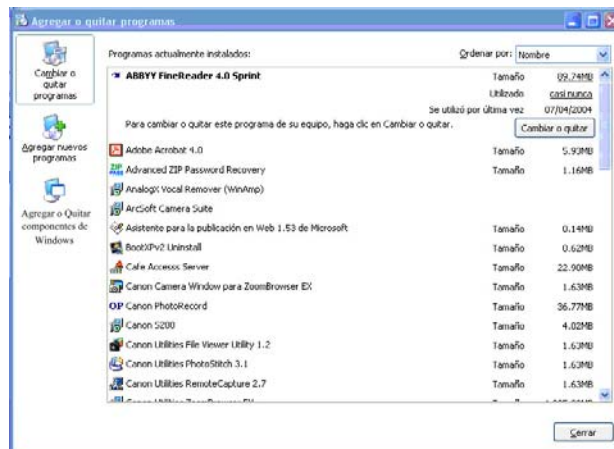 Agregar o quitar programas
Cambiar o quitar programas
Agregar nuevos programas
Agregar o Quitar componentes de Windows
Programas actualmente instalados:
Ordenar por: Nombre
ABBYY FineReader 4.0 Sprint Tamaño 89.74MB
Utilizado casi nunca
Se utilizó por última vez 07/04/2004
Para cambiar o quitar este programa de su equipo, haga clic en Cambiar o quitar. Cambiar o quitar
Adobe Acrobat 4.0 Tamaño 5.93MB
Advanced ZIP Password Recovery Tamaño 1.16MB
AnalogX Vocal Remover (WinAmp)
ArcSoft Camera Suite
Asistente para la publicación en Web 1.53 de Microsoft Tamaño 0.14MB
BootXPv2 Uninstall Tamaño 0.62MB
Cafe Accesss Server Tamaño 22.90MB
Canon Camera Window para ZoomBrowser EX Tamaño 1.63MB
OP Canon PhotoRecord Tamaño 36.77MB
Canon S200 Tamaño 4.02MB
Canon Utilities File Viewer Utility 1.2 Tamaño 1.63MB
Canon Utilities PhotoStitch 3.1 Tamaño 1.63MB
Canon Utilities RemoteCapture 2.7 Tamaño 1.63MB
Canon Utilities ZoomBrowser EX
Cerrar